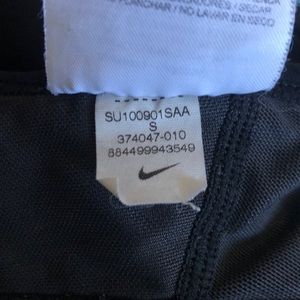 PLANCHAR / NO LAVAR EN SECO
SU100901SAA
S
374047-010
884499943549